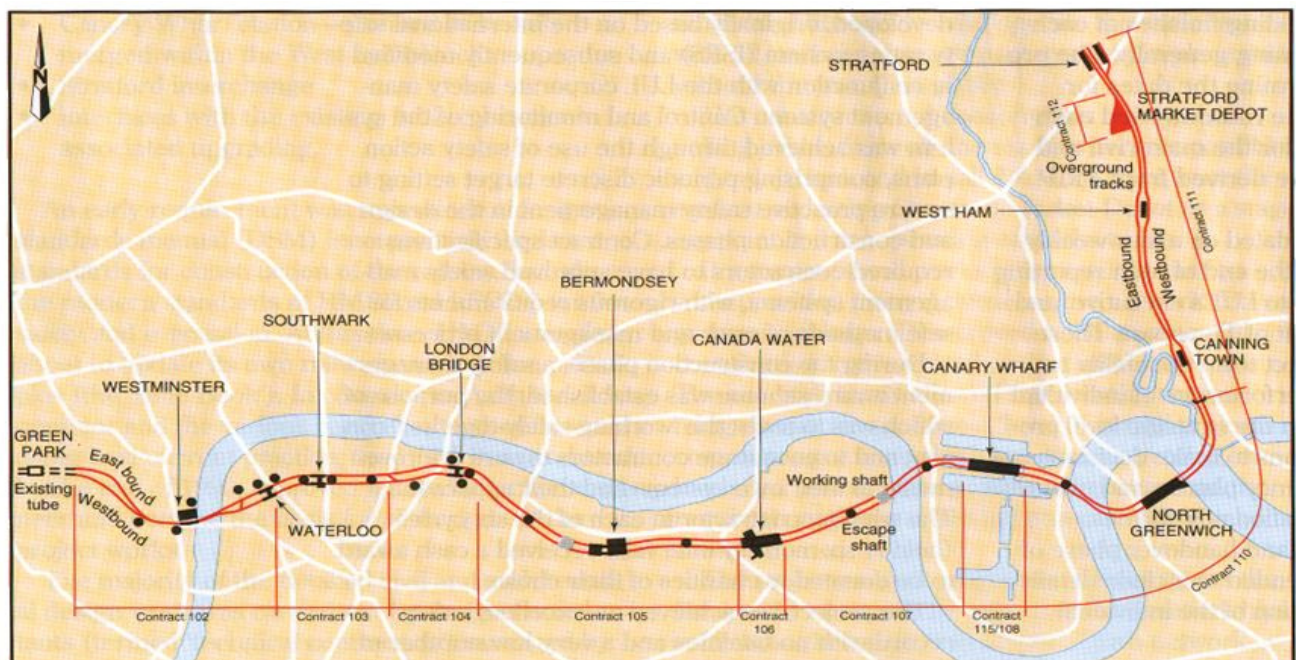 N
STRATFORD
STRATFORD
MARKET DEPOT
Contract 112
Overground
tracks
WEST HAM
Contract 111
Eastbound
Westbound
BERMONDSEY
SOUTHWARK
CANADA WATER
CANNING
TOWN
LONDON
BRIDGE
CANARY WHARF
WESTMINSTER
GREEN
PARK
East bound
Existing
tube
Westbound
Working shaft
WATERLOO
Escape
shaft
NORTH
GREENWICH
Contract 110
Contract 102
Contract 103
Contract 104
Contract 105
Contract
106
Contract 107
Contract
115/108